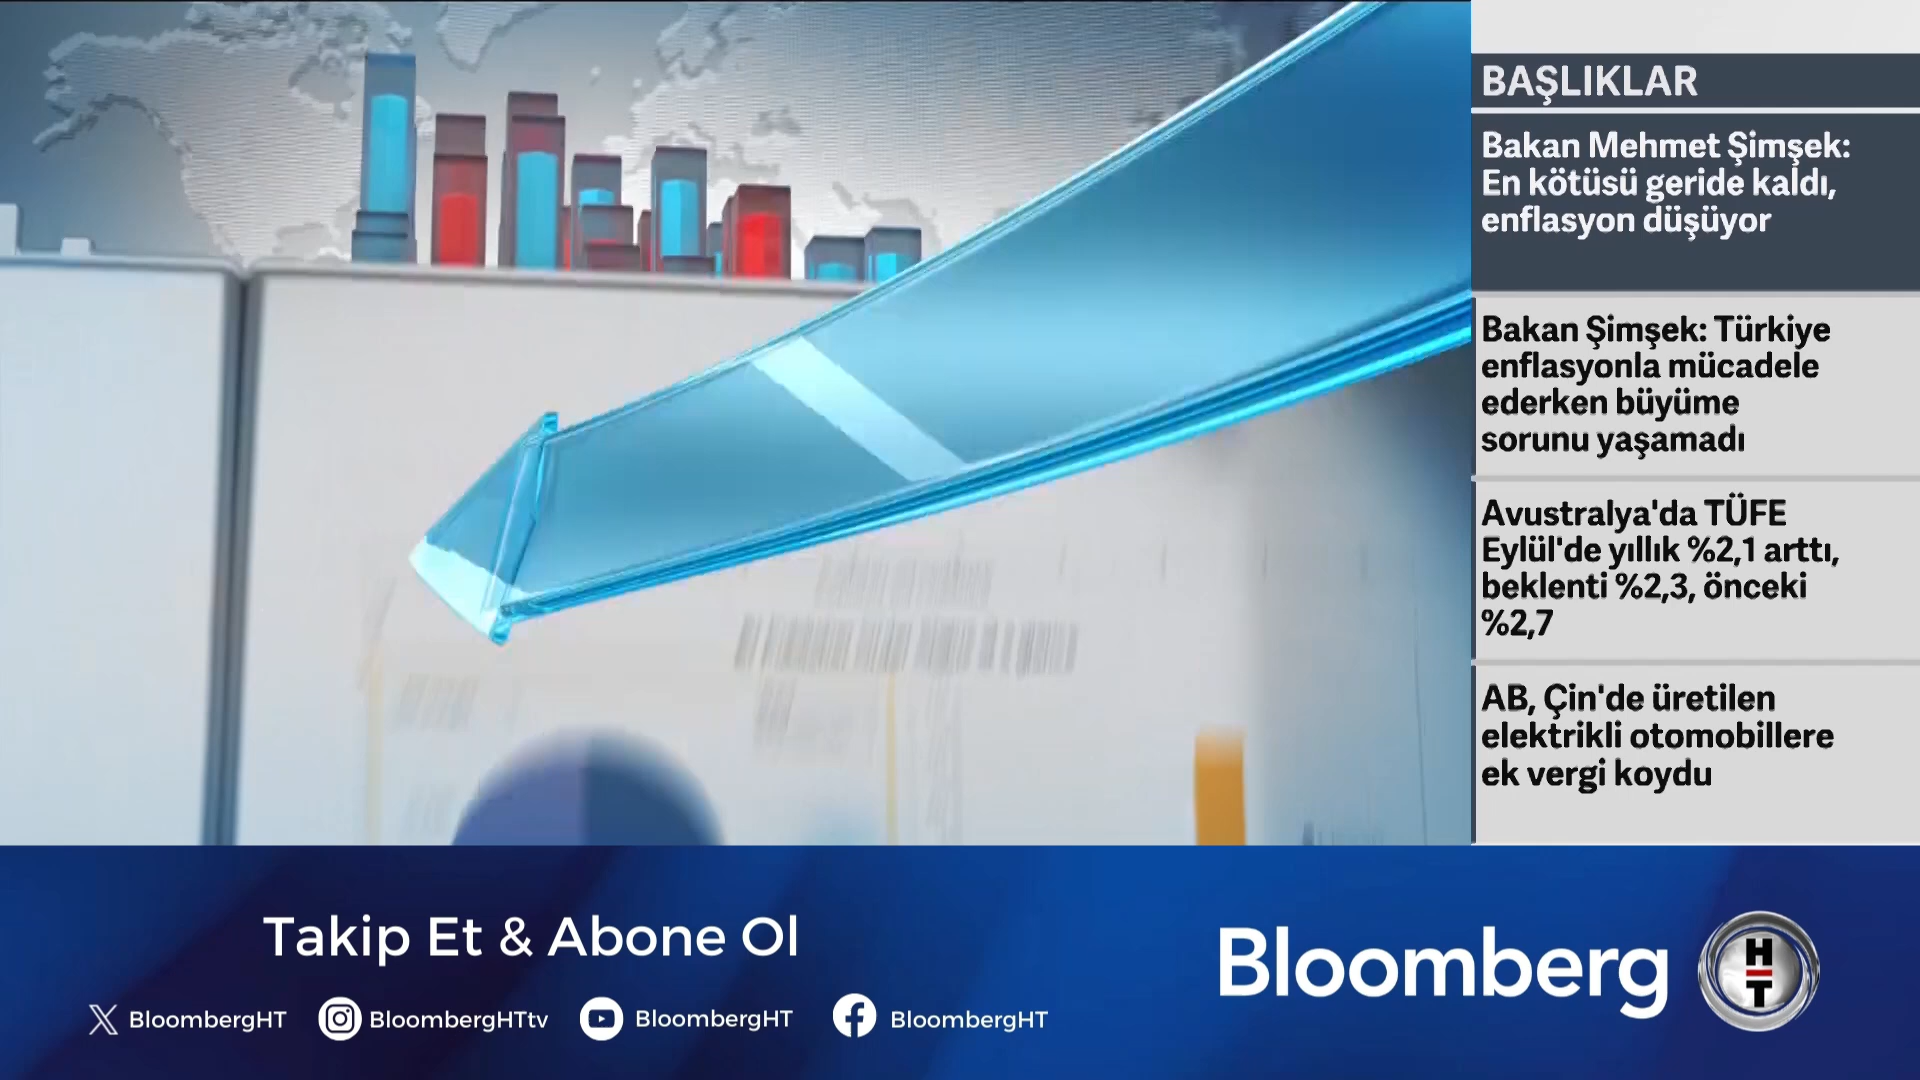 BAŞLIKLAR
Bakan Mehmet Şimşek:
En kötüsü geride kaldı,
enflasyon düşüyor
Bakan Şimşek: Türkiye
enflasyonla mücadele
ederken büyüme
sorunu yaşamadı
Avustralya'da TÜFE
Eylül'de yıllık %2,1 arttı,
beklenti %2,3, önceki
%2,7
AB, Çin'de üretilen
elektrikli otomobillere
ek vergi koydu
Takip Et & Abone Ol
BloombergHT BloombergHTtv BloombergHT BloombergHT
Bloomberg HT